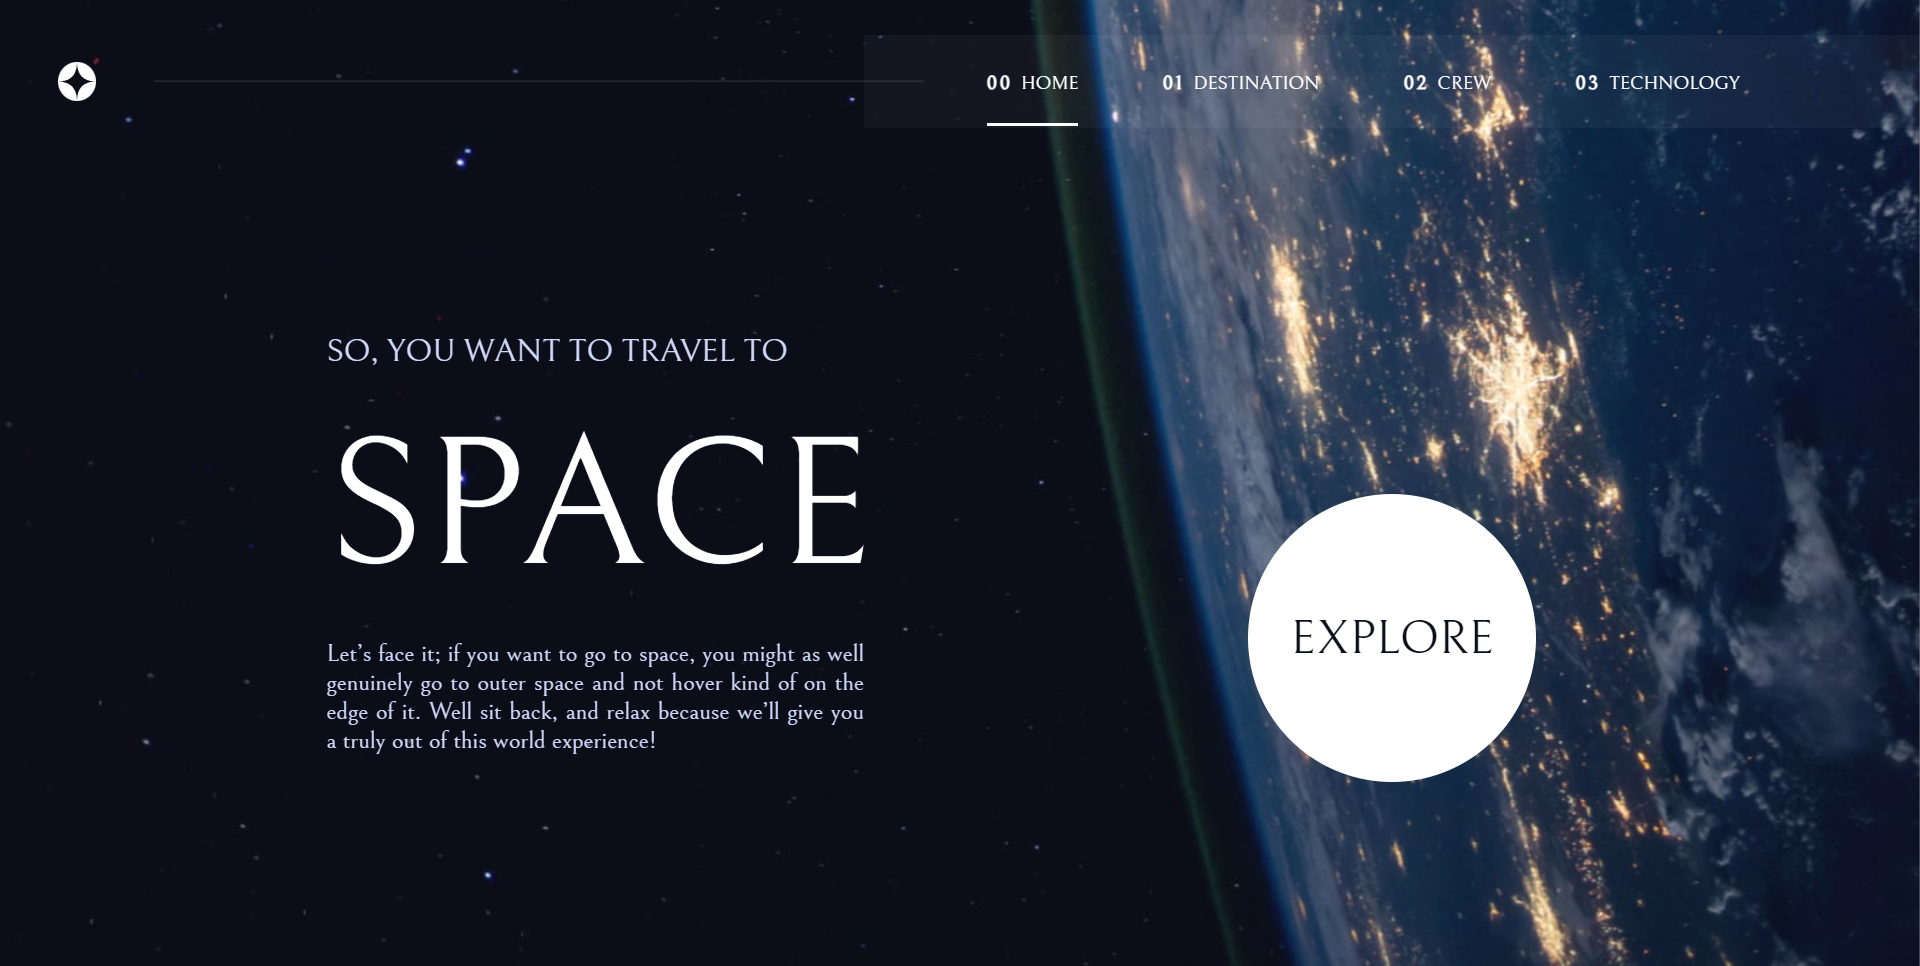 00 HOME 01 DESTINATION 02 CREW 03 TECHNOLOGY
SO, YOU WANT TO TRAVEL TO
SPACE
Let’s face it; if you want to go to space, you might as well
genuinely go to outer space and not hover kind of on the
edge of it. Well sit back, and relax because we’ll give you
a truly out of this world experience!
EXPLORE